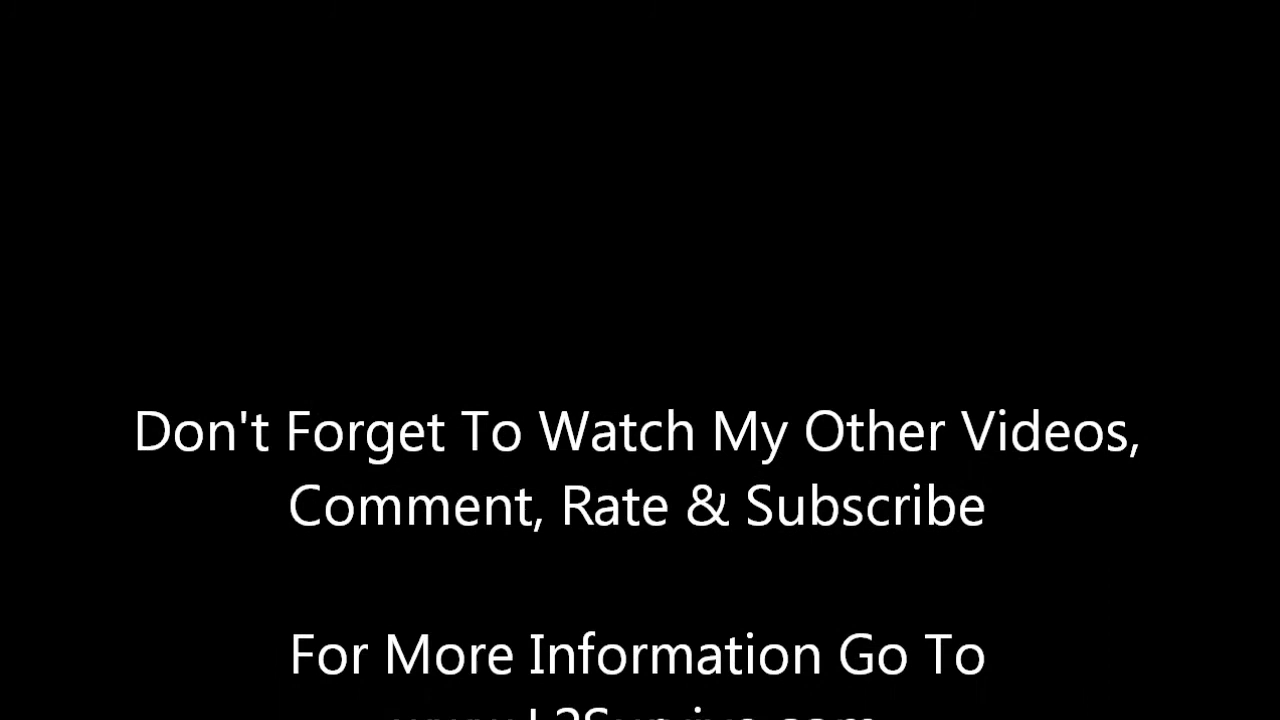 Don't Forget To Watch My Other Videos,
Comment, Rate & Subscribe
For More Information Go To